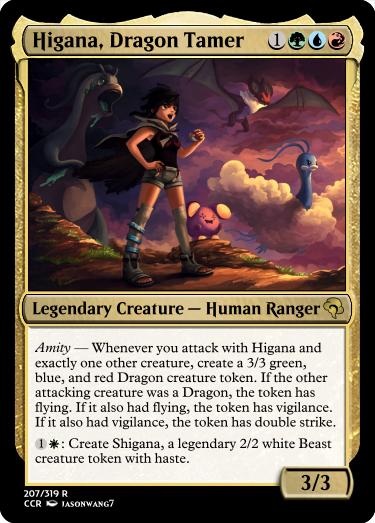 Higana, Dragon Tamer 1
Legendary Creature — Human Ranger
Amity — Whenever you attack with Higana and
exactly one other creature, create a 3/3 green,
blue, and red Dragon creature token. If the other
attacking creature was a Dragon, the token has
flying. If it also had flying, the token has vigilance.
If it also had vigilance, the token has double strike.
1: Create Shigana, a legendary 2/2 white Beast
creature token with haste.
3/3
207/319 R
CCR JASONWANG7